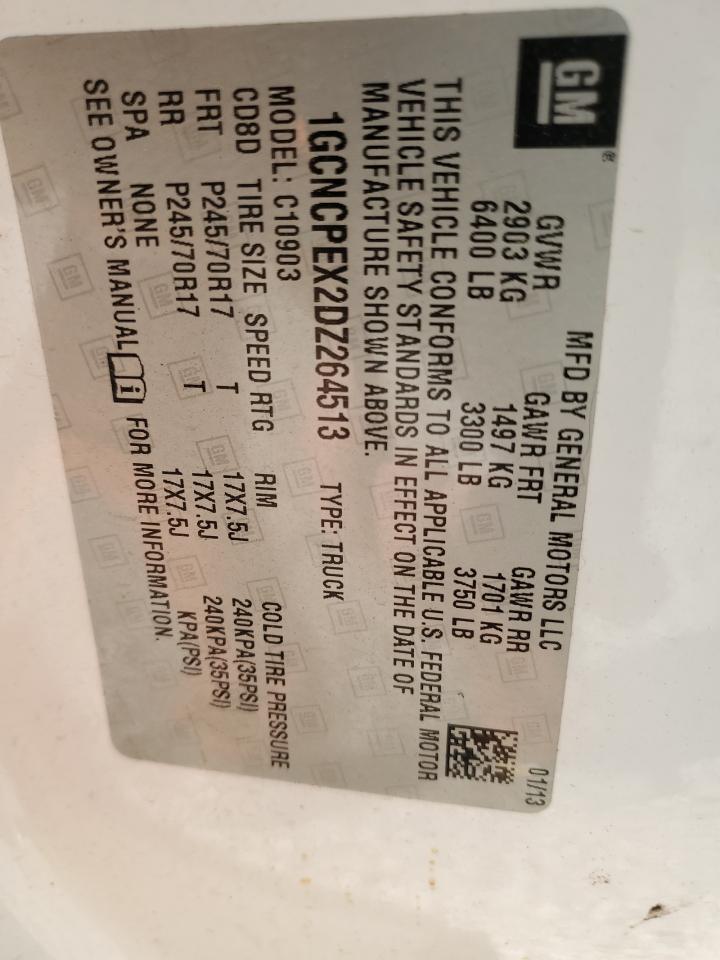 GM®
MFD BY GENERAL MOTORS LLC 01/13
GVWR GAWR FRT GAWR RR
2903 KG 1497 KG 1701 KG
6400 LB 3300 LB 3750 LB
THIS VEHICLE CONFORMS TO ALL APPLICABLE U.S. FEDERAL MOTOR
VEHICLE SAFETY STANDARDS IN EFFECT ON THE DATE OF
MANUFACTURE SHOWN ABOVE.
1GCNCPEX2DZ264513 TYPE: TRUCK
MODEL: C10903
CD8D TIRE SIZE SPEED RTG RIM COLD TIRE PRESSURE
FRT P245/70R17 T 17X7.5J 240KPA(35PSI)
RR P245/70R17 T 17X7.5J 240KPA(35PSI)
SPA NONE 17X7.5J KPA(PSI)
SEE OWNER'S MANUAL i FOR MORE INFORMATION.